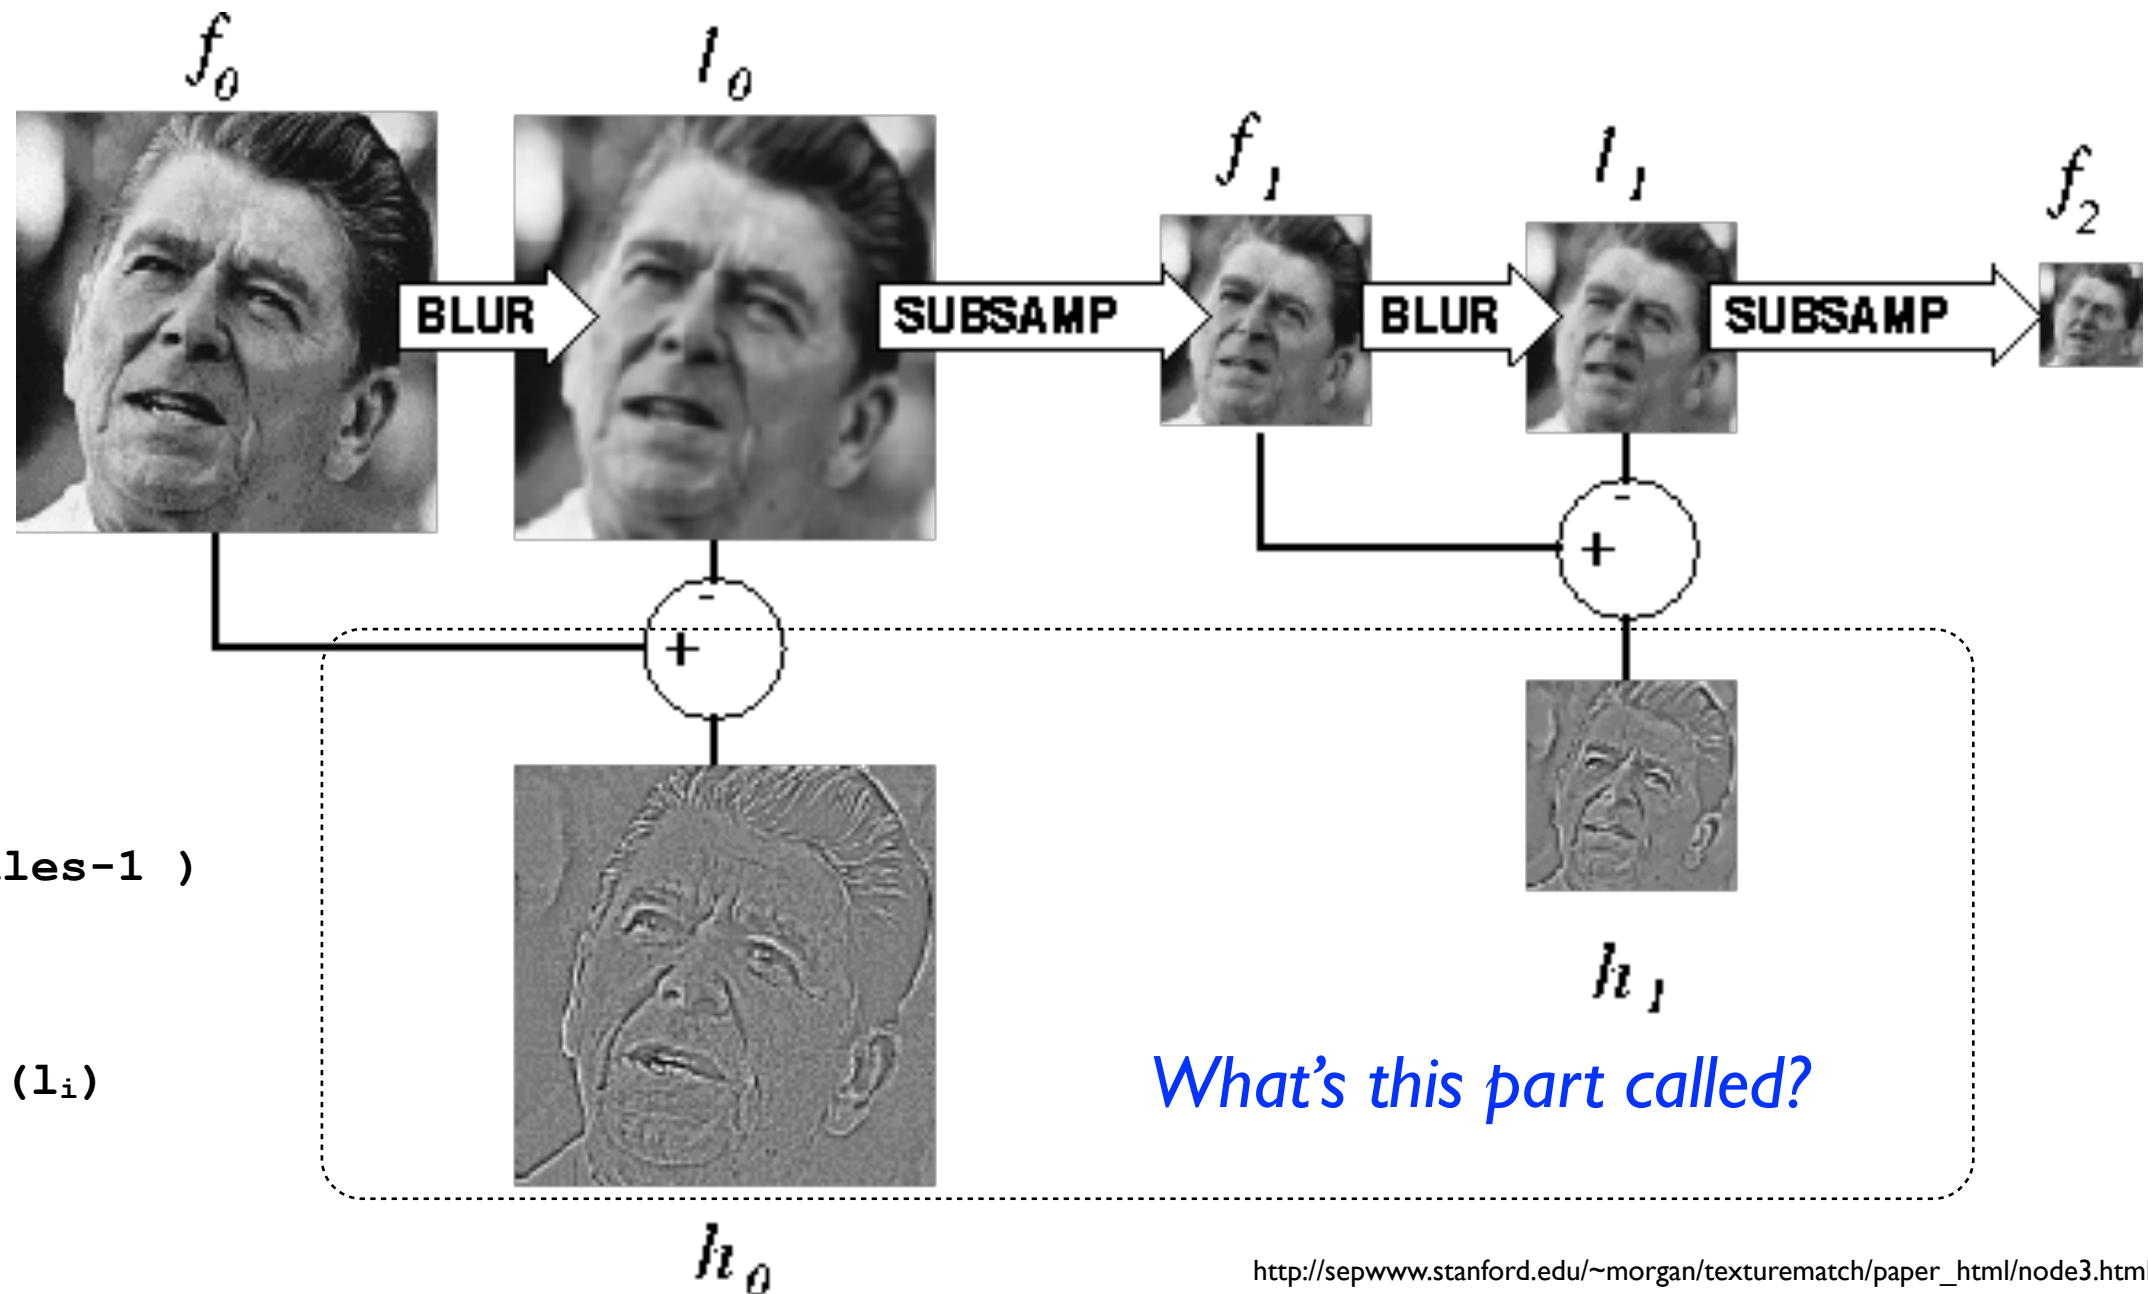 f0
l0
f1
l1
f2
BLUR
SUBSAMP
BLUR
SUBSAMP
-
+
-
+
les-1 )
h1
(li)
What's this part called?
h0
http://sepwww.stanford.edu/~morgan/texturematch/paper_html/node3.html